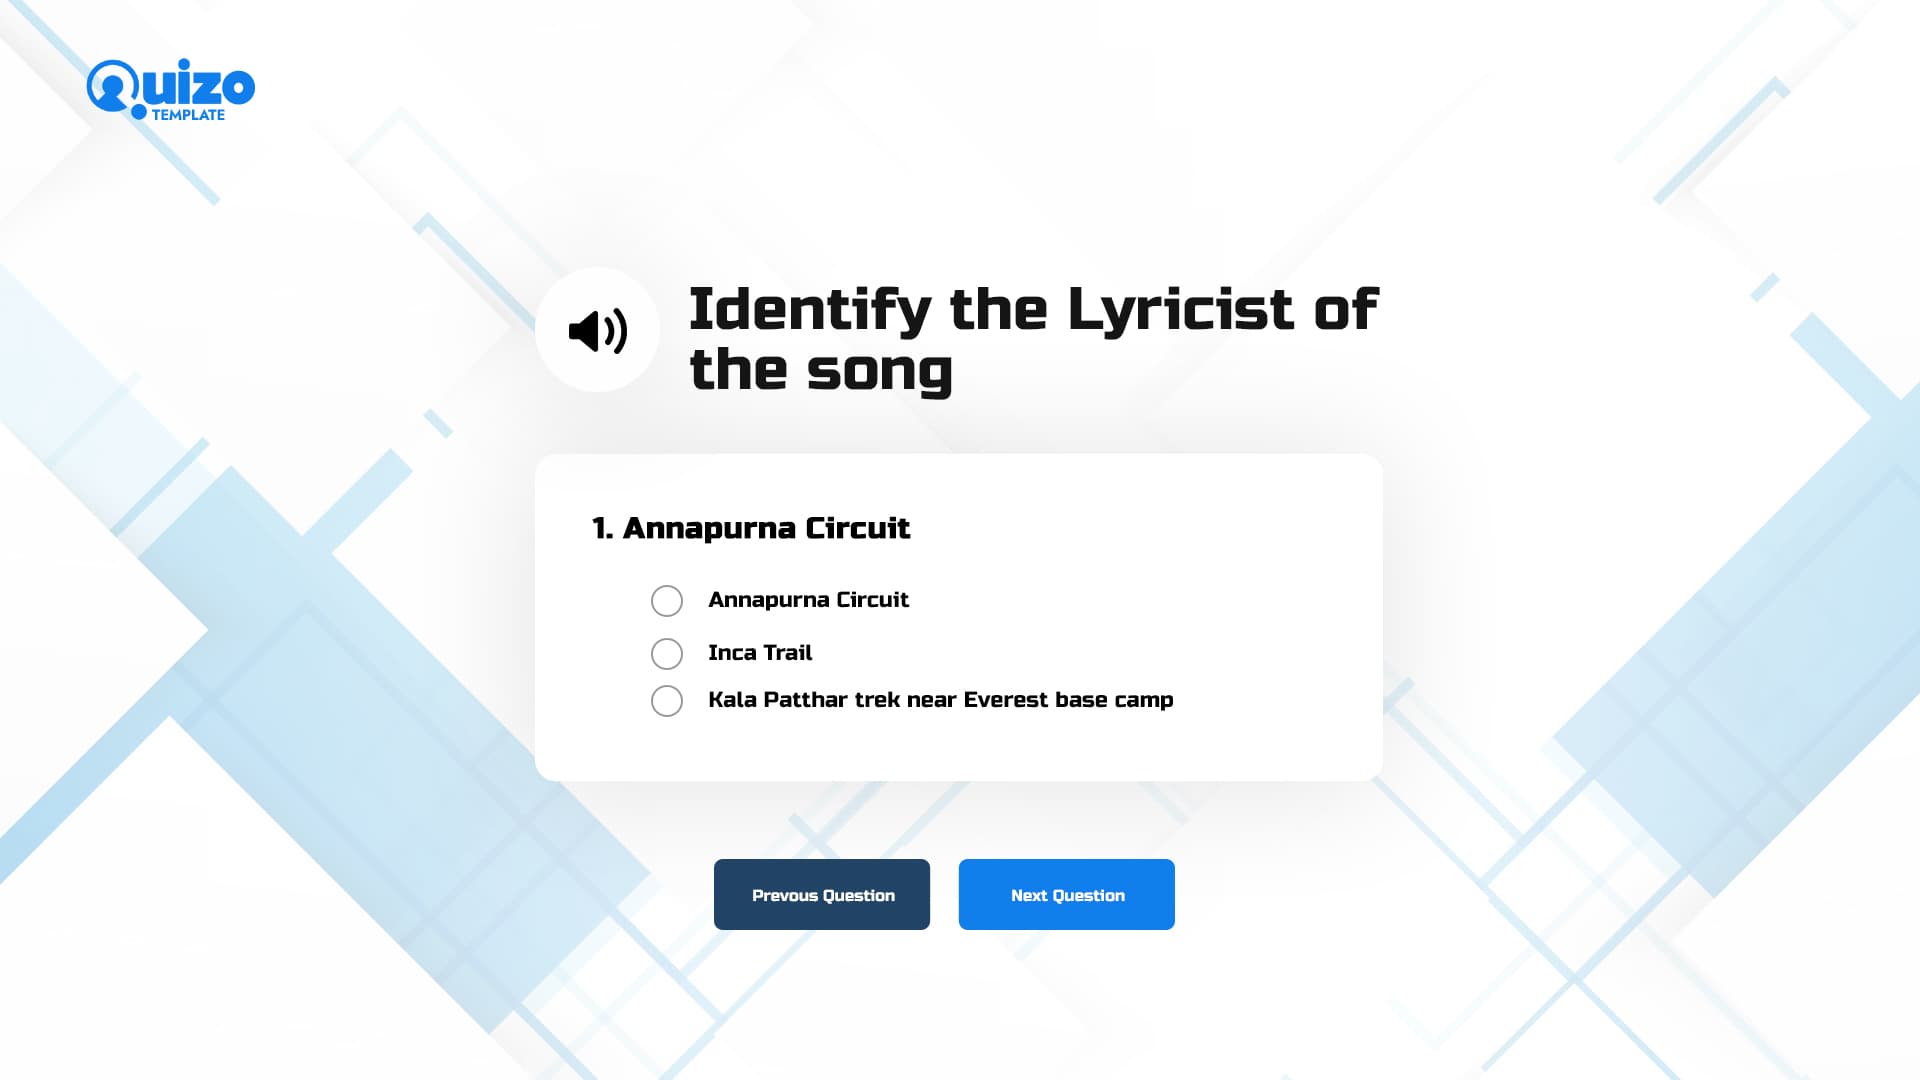 Quizo
TEMPLATE
Identify the Lyricist of
the song
1. Annapurna Circuit
Annapurna Circuit
Inca Trail
Kala Patthar trek near Everest base camp
Prevous Question
Next Question